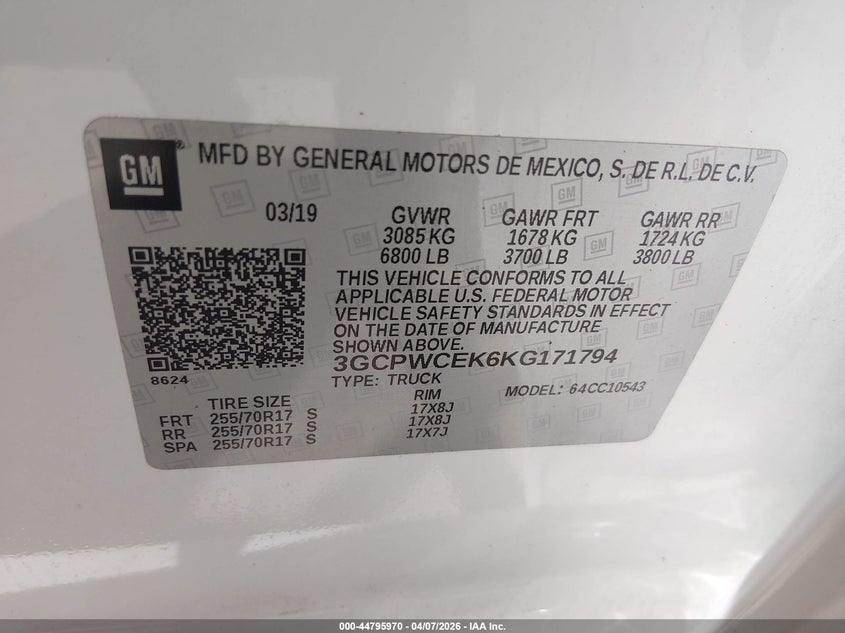 GM
MFD BY GENERAL MOTORS DE MEXICO, S. DE R.L. DE C.V.
03/19 GVWR GAWR FRT GAWR RR
3085 KG 1678 KG 1724 KG
6800 LB 3700 LB 3800 LB
THIS VEHICLE CONFORMS TO ALL
APPLICABLE U.S. FEDERAL MOTOR
VEHICLE SAFETY STANDARDS IN EFFECT
ON THE DATE OF MANUFACTURE
SHOWN ABOVE.
3GCPWCEK6KG171794
8624
TYPE: TRUCK MODEL: 64CC10543
TIRE SIZE RIM
FRT 255/70R17 S 17X8J
RR 255/70R17 S 17X8J
SPA 255/70R17 S 17X7J
000-44795970 - 04/07/2026 - IAA Inc.